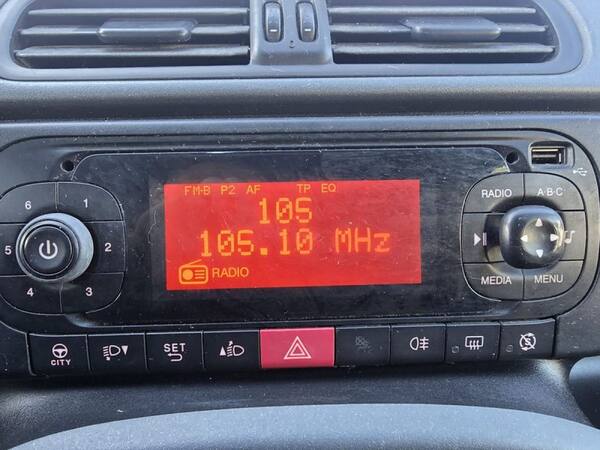 FM-B P2 AF TP EQ
105
105.10 MHz
RADIO
6 1
5 2
4 3
RADIO A·B·C
MEDIA MENU
CITY
SET